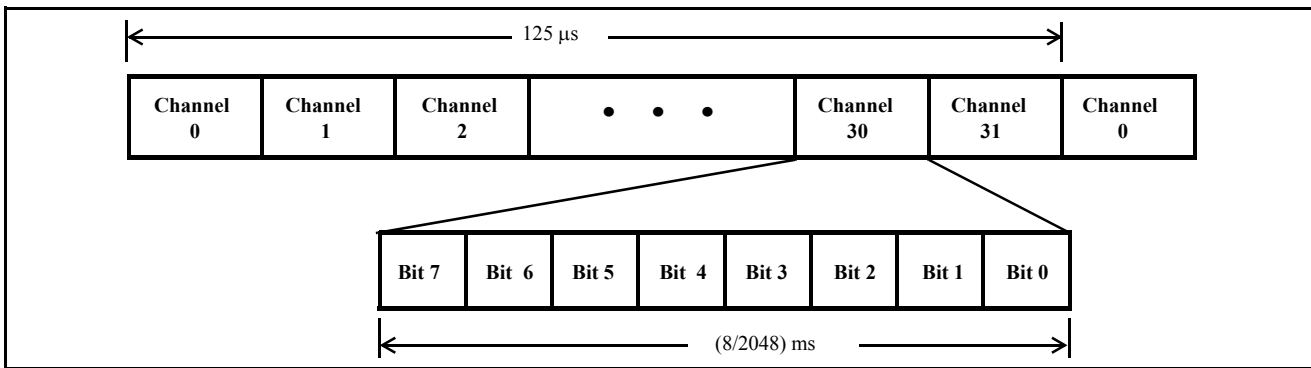 125 μs
Channel 0
Channel 1
Channel 2
• • •
Channel 30
Channel 31
Channel 0
Bit 7
Bit 6
Bit 5
Bit 4
Bit 3
Bit 2
Bit 1
Bit 0
(8/2048) ms